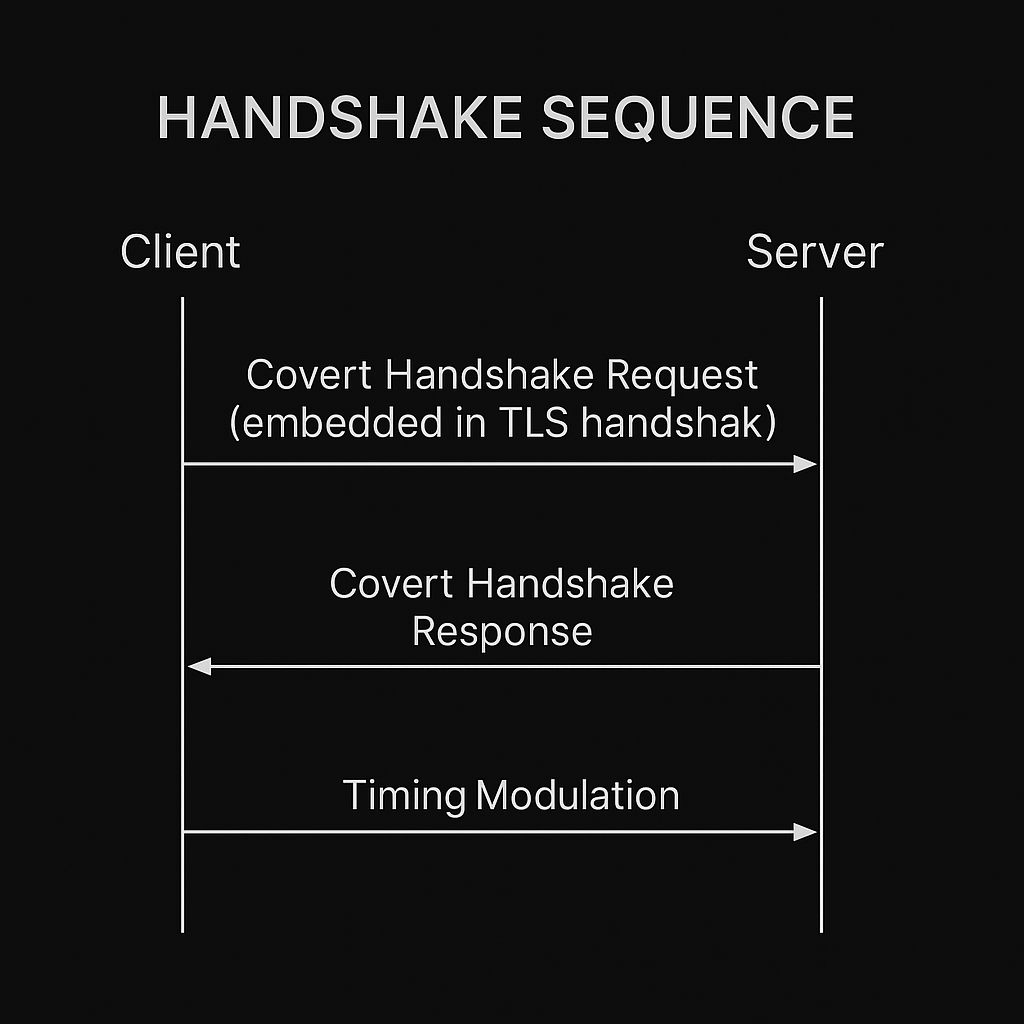 HANDSHAKE SEQUENCE
Client
Server
Covert Handshake Request
(embedded in TLS handshak)
Covert Handshake
Response
Timing Modulation